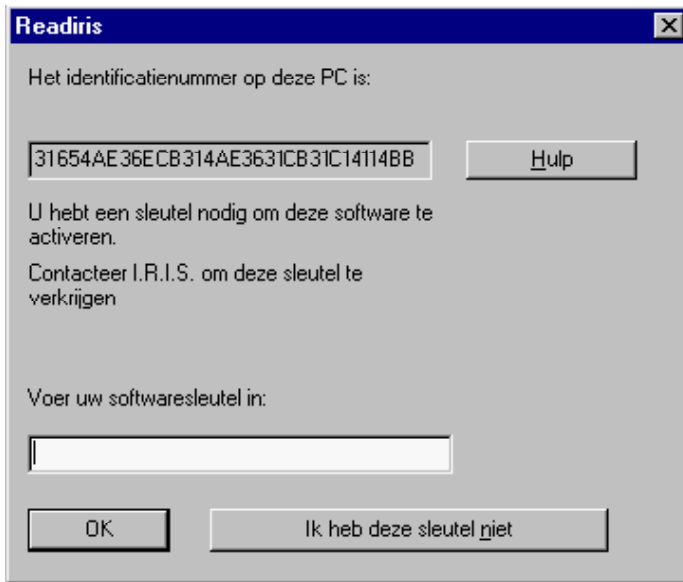 Readiris
Het identificatienummer op deze PC is:
31654AE36ECB314AE3631CB31C14114BB
Hulp
U hebt een sleutel nodig om deze software te
activeren.
Contacteer I.R.I.S. om deze sleutel te
verkrijgen
Voer uw softwaresleutel in:
OK
Ik heb deze sleutel niet